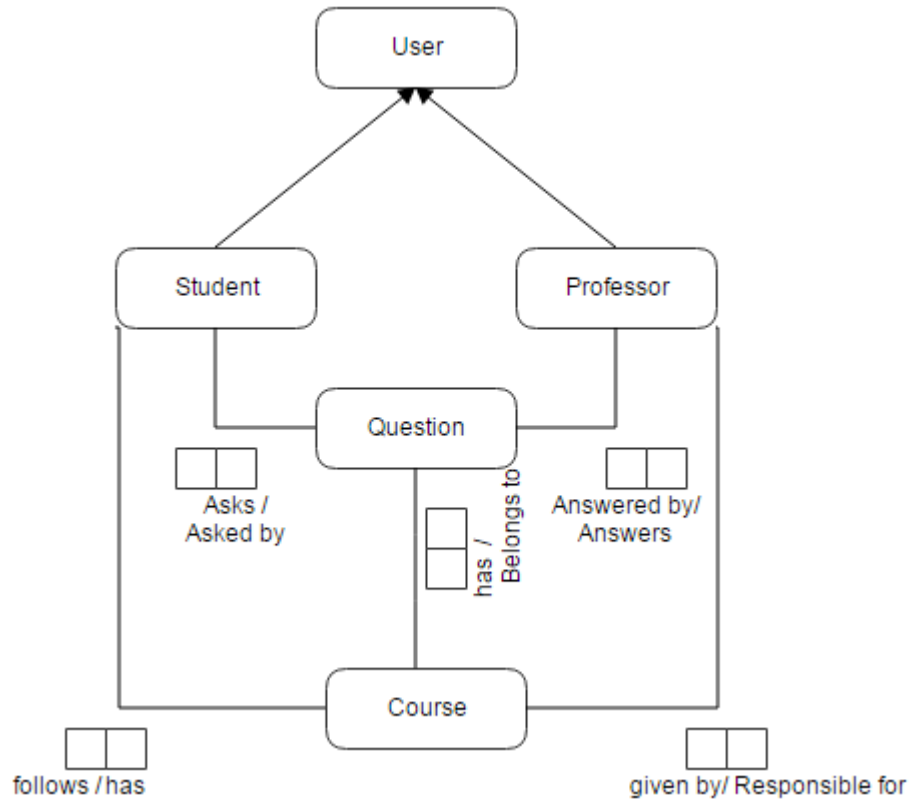 User
Student
Professor
Question
Asks /
Asked by
has /
Belongs to
Answered by/
Answers
Course
follows / has
given by/ Responsible for